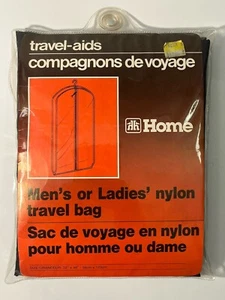 travel-aids
compagnons de voyage
Home
Men's or Ladies' nylon
travel bag
Sac de voyage en nylon
pour homme ou dame